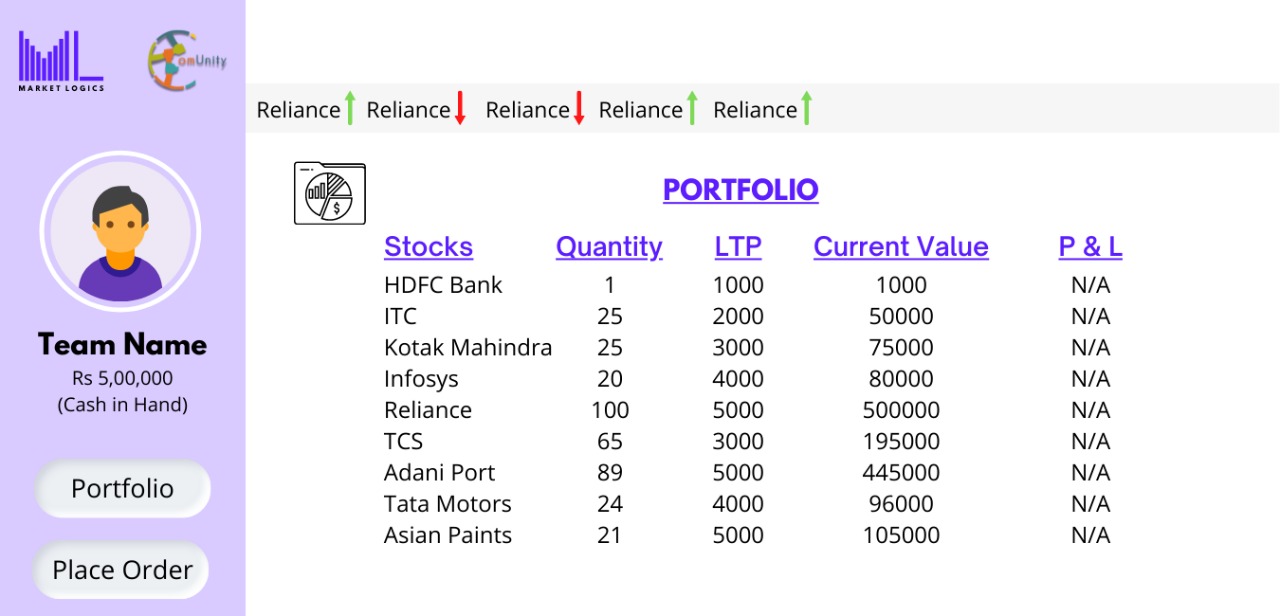 MARKET LOGICS
omUnity
Reliance Reliance Reliance Reliance Reliance
Team Name
Rs 5,00,000
(Cash in Hand)
Portfolio
Place Order
$
PORTFOLIO
Stocks Quantity LTP Current Value P & L
HDFC Bank 1 1000 1000 N/A
ITC 25 2000 50000 N/A
Kotak Mahindra 25 3000 75000 N/A
Infosys 20 4000 80000 N/A
Reliance 100 5000 500000 N/A
TCS 65 3000 195000 N/A
Adani Port 89 5000 445000 N/A
Tata Motors 24 4000 96000 N/A
Asian Paints 21 5000 105000 N/A